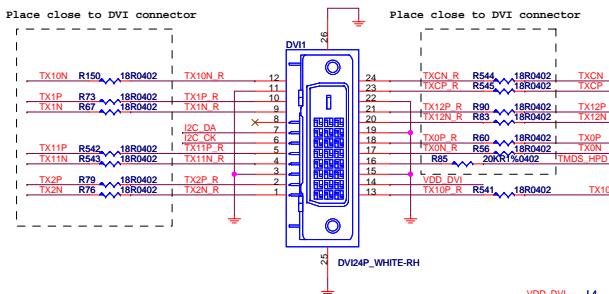 Place close to DVI connector
Place close to DVI connector
26
DVI1
TX10N R150 18R0402 TX10N_R 12
11
TX1P R73 18R0402 TX1P_R 10
TX1N R67 18R0402 TX1N_R 9
8
I2C_DA 7
I2C_CK 6
TX11P R542 18R0402 TX11P_R 5
TX11N R543 18R0402 TX11N_R 4
3
TX2P R79 18R0402 TX2P_R 2
TX2N R76 18R0402 TX2N_R 1
24 TXCN_R R544 18R0402 TXCN
23 TXCP_R R545 18R0402 TXCP
22
21 TX12P_R R90 18R0402 TX12P
20 TX12N_R R83 18R0402 TX12N
19
18 TX0P_R R60 18R0402 TX0P
17 TX0N_R R56 18R0402 TX0N
16 R85 20KR1%0402 TMDS_HPD
15
14 VDD_DVI
13 TX10P_R R541 18R0402 TX10
25
DVI24P_WHITE-RH
VDD_DVI L4